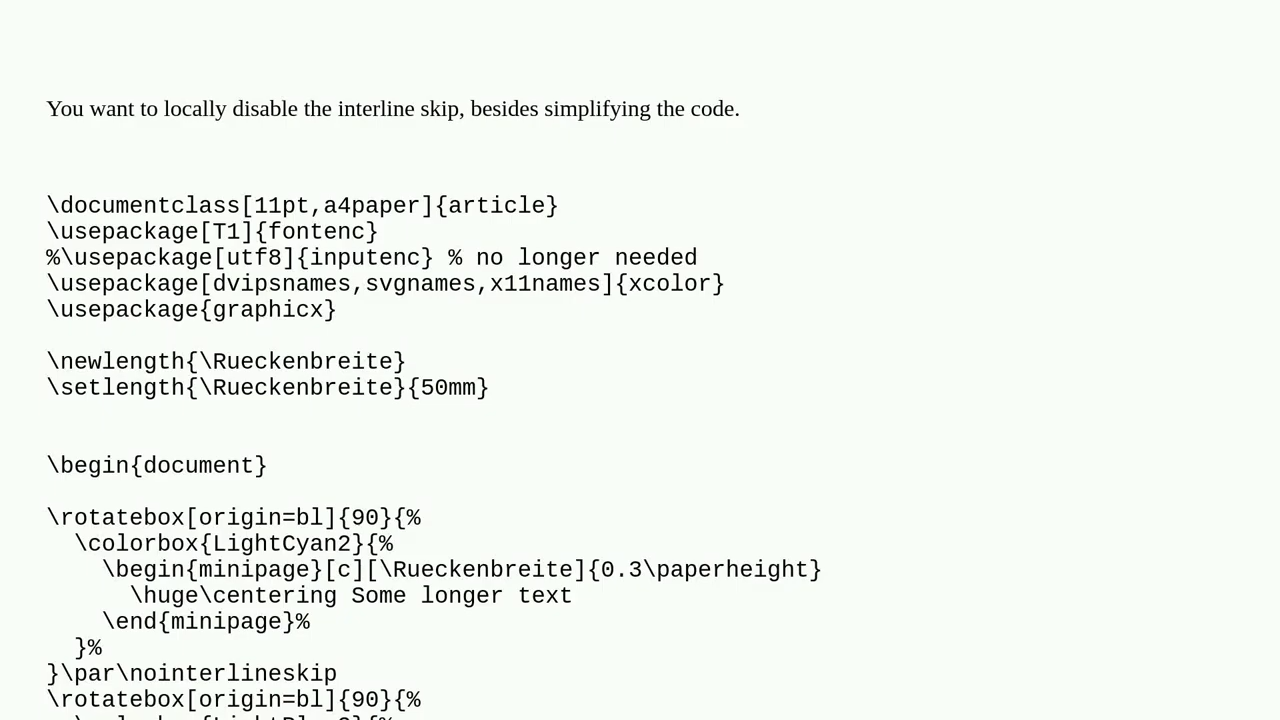 You want to locally disable the interline skip, besides simplifying the code.
\documentclass[11pt,a4paper]{article}
\usepackage[T1]{fontenc}
%\usepackage[utf8]{inputenc} % no longer needed
\usepackage[dvipsnames,svgnames,x11names]{xcolor}
\usepackage{graphicx}
\newlength{\Rueckenbreite}
\setlength{\Rueckenbreite}{50mm}
\begin{document}
\rotatebox[origin=bl]{90}{%
  \colorbox{LightCyan2}{%
    \begin{minipage}[c][\Rueckenbreite]{0.3\paperheight}
      \huge\centering Some longer text
    \end{minipage}%
  }%
}\par\nointerlineskip
\rotatebox[origin=bl]{90}{%